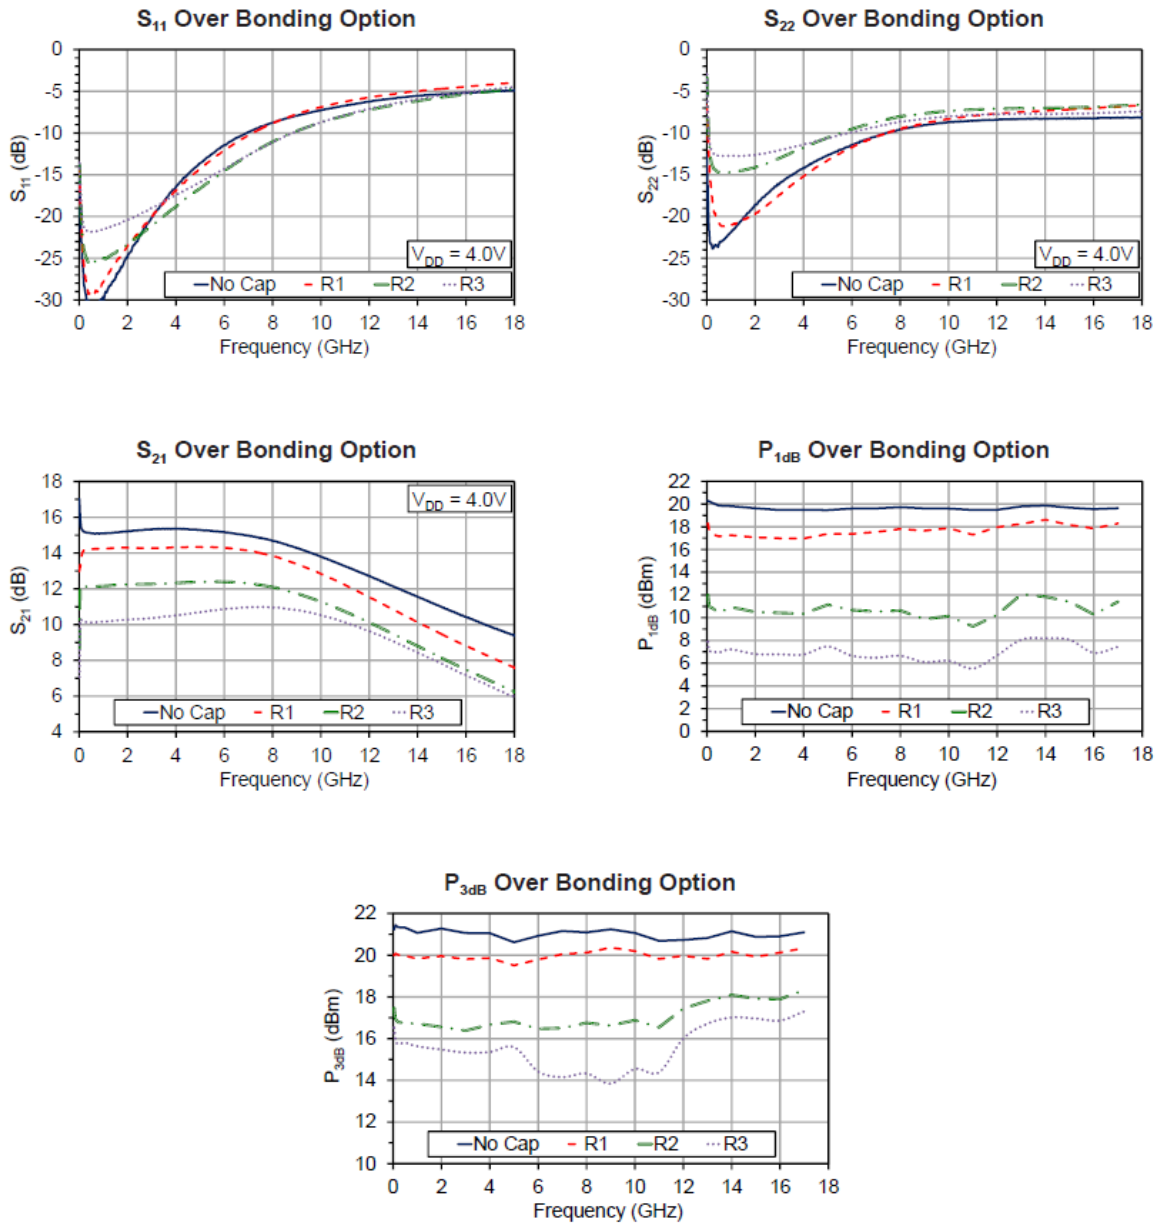 S11 Over Bonding Option
0
-5
-10
-15
-20
-25
-30
S11 (dB)
VDD = 4.0V
No Cap R1 R2 R3
0 2 4 6 8 10 12 14 16 18
Frequency (GHz)
S22 Over Bonding Option
0
-5
-10
-15
-20
-25
-30
S22 (dB)
VDD = 4.0V
No Cap R1 R2 R3
0 2 4 6 8 10 12 14 16 18
Frequency (GHz)
S21 Over Bonding Option
18
16
14
12
10
8
6
4
S21 (dB)
VDD = 4.0V
No Cap R1 R2 R3
0 2 4 6 8 10 12 14 16 18
Frequency (GHz)
P1dB Over Bonding Option
22
20
18
16
14
12
10
8
6
4
2
0
P1dB (dBm)
No Cap R1 R2 R3
0 2 4 6 8 10 12 14 16 18
Frequency (GHz)
P3dB Over Bonding Option
22
20
18
16
14
12
10
P3dB (dBm)
No Cap R1 R2 R3
0 2 4 6 8 10 12 14 16 18
Frequency (GHz)